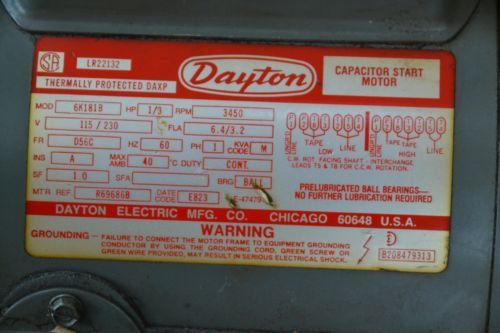 SA LR22132
THERMALLY PROTECTED DAXP
Dayton
CAPACITOR START
MOTOR
MOD 6K181B HP 1/3 RPM 3450
V 115/230 FLA 6.4/3.2
FR D56C HZ 60 PH 1 KVA CODE M
INS A MAX AMB 40 °C DUTY CONT.
SF 1.0 SFA BRG BALL
MTR REF R69686B DATE CODE E823 E-47479
TAPE LINE TAPE LINE
LOW HIGH
C.W. ROT. FACING SHAFT - INTERCHANGE
LEADS T5 & T8 FOR C.C.W. ROTATION.
PRELUBRICATED BALL BEARINGS—
NO FURTHER LUBRICATION REQUIRED
DAYTON ELECTRIC MFG. CO. CHICAGO 60648 U.S.A.
WARNING
GROUNDING - FAILURE TO CONNECT THE MOTOR FRAME TO EQUIPMENT GROUNDING
CONDUCTOR BY USING THE GROUNDING CORD, GREEN SCREW OR
GREEN WIRE PROVIDED, MAY RESULT IN SERIOUS ELECTRICAL SHOCK.
B208479313